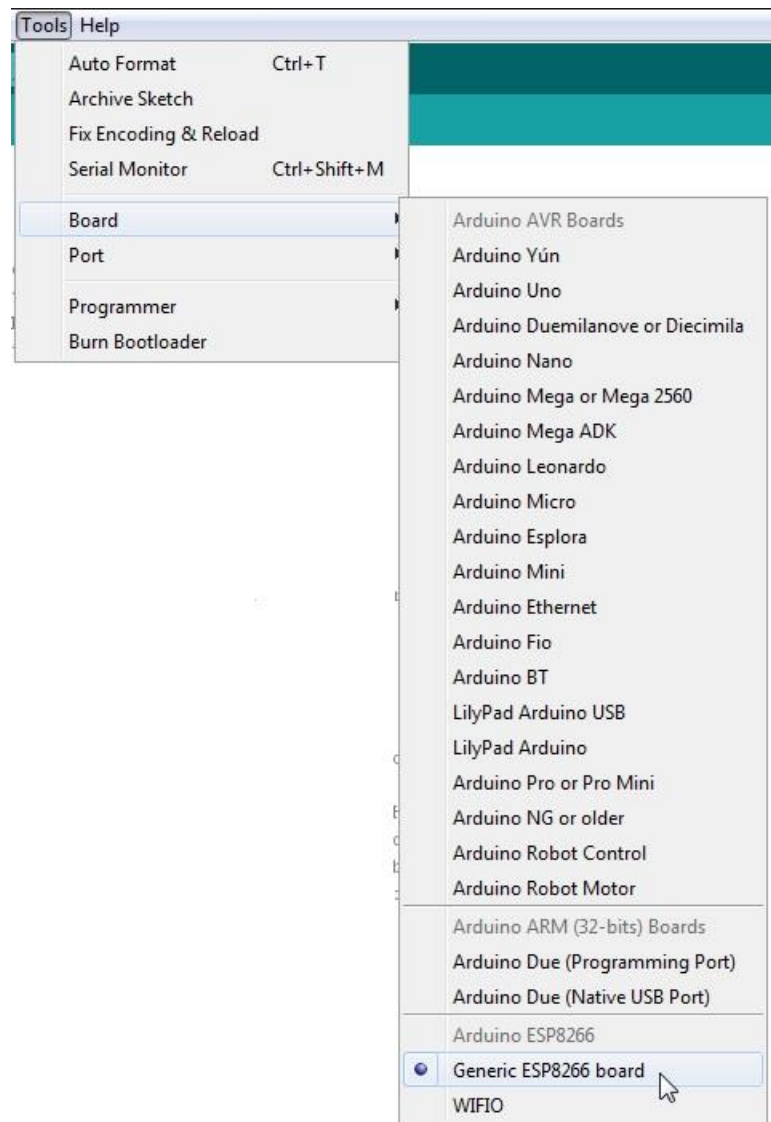 Tools Help
Auto Format Ctrl+T
Archive Sketch
Fix Encoding & Reload
Serial Monitor Ctrl+Shift+M
Board
Port
Programmer
Burn Bootloader
Arduino AVR Boards
Arduino Yún
Arduino Uno
Arduino Duemilanove or Diecimila
Arduino Nano
Arduino Mega or Mega 2560
Arduino Mega ADK
Arduino Leonardo
Arduino Micro
Arduino Esplora
Arduino Mini
Arduino Ethernet
Arduino Fio
Arduino BT
LilyPad Arduino USB
LilyPad Arduino
Arduino Pro or Pro Mini
Arduino NG or older
Arduino Robot Control
Arduino Robot Motor
Arduino ARM (32-bits) Boards
Arduino Due (Programming Port)
Arduino Due (Native USB Port)
Arduino ESP8266
Generic ESP8266 board
WIFIO